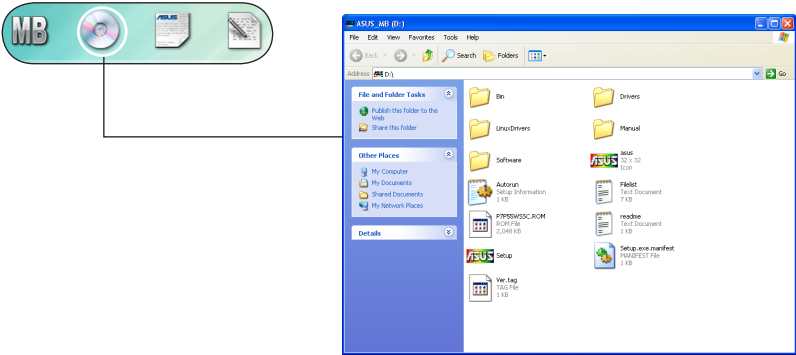 MB
ASUS
ASUS_MB (D:)
File Edit View Favorites Tools Help
Back Search Folders
Address D:\ Go
File and Folder Tasks
Publish this folder to the
Web
Share this folder
Other Places
My Computer
My Documents
Shared Documents
My Network Places
Details
Bin
Drivers
LinuxDrivers
Manual
Software
asus
32 x 32
Icon
Autorun
Setup Information
1 KB
Filelist
Text Document
7 KB
P7P55WSSC.ROM
ROM File
2,048 KB
readme
Text Document
1 KB
Setup
Setup.exe.manifest
MANIFEST File
1 KB
Ver.tag
TAG File
1 KB